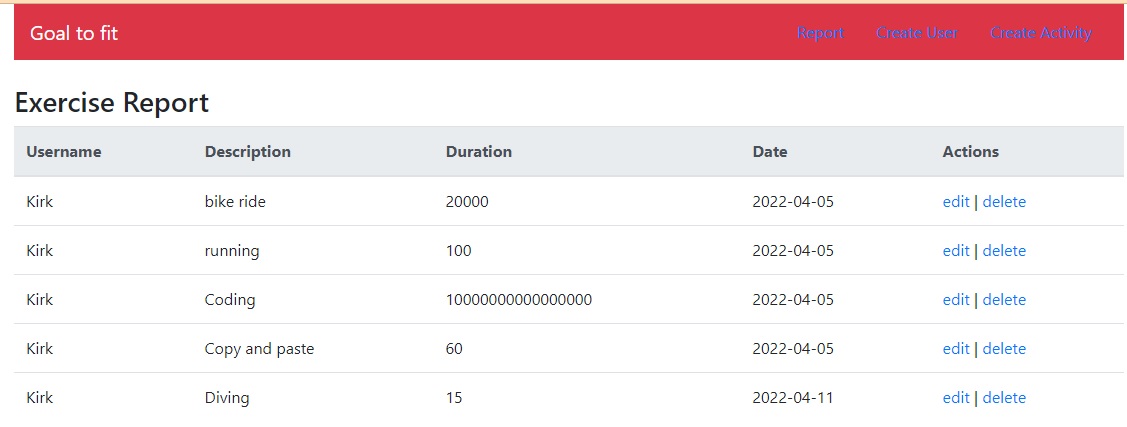 Goal to fit Report Create User Create Activity
Exercise Report
Username Description Duration Date Actions
Kirk bike ride 20000 2022-04-05 edit | delete
Kirk running 100 2022-04-05 edit | delete
Kirk Coding 10000000000000000 2022-04-05 edit | delete
Kirk Copy and paste 60 2022-04-05 edit | delete
Kirk Diving 15 2022-04-11 edit | delete